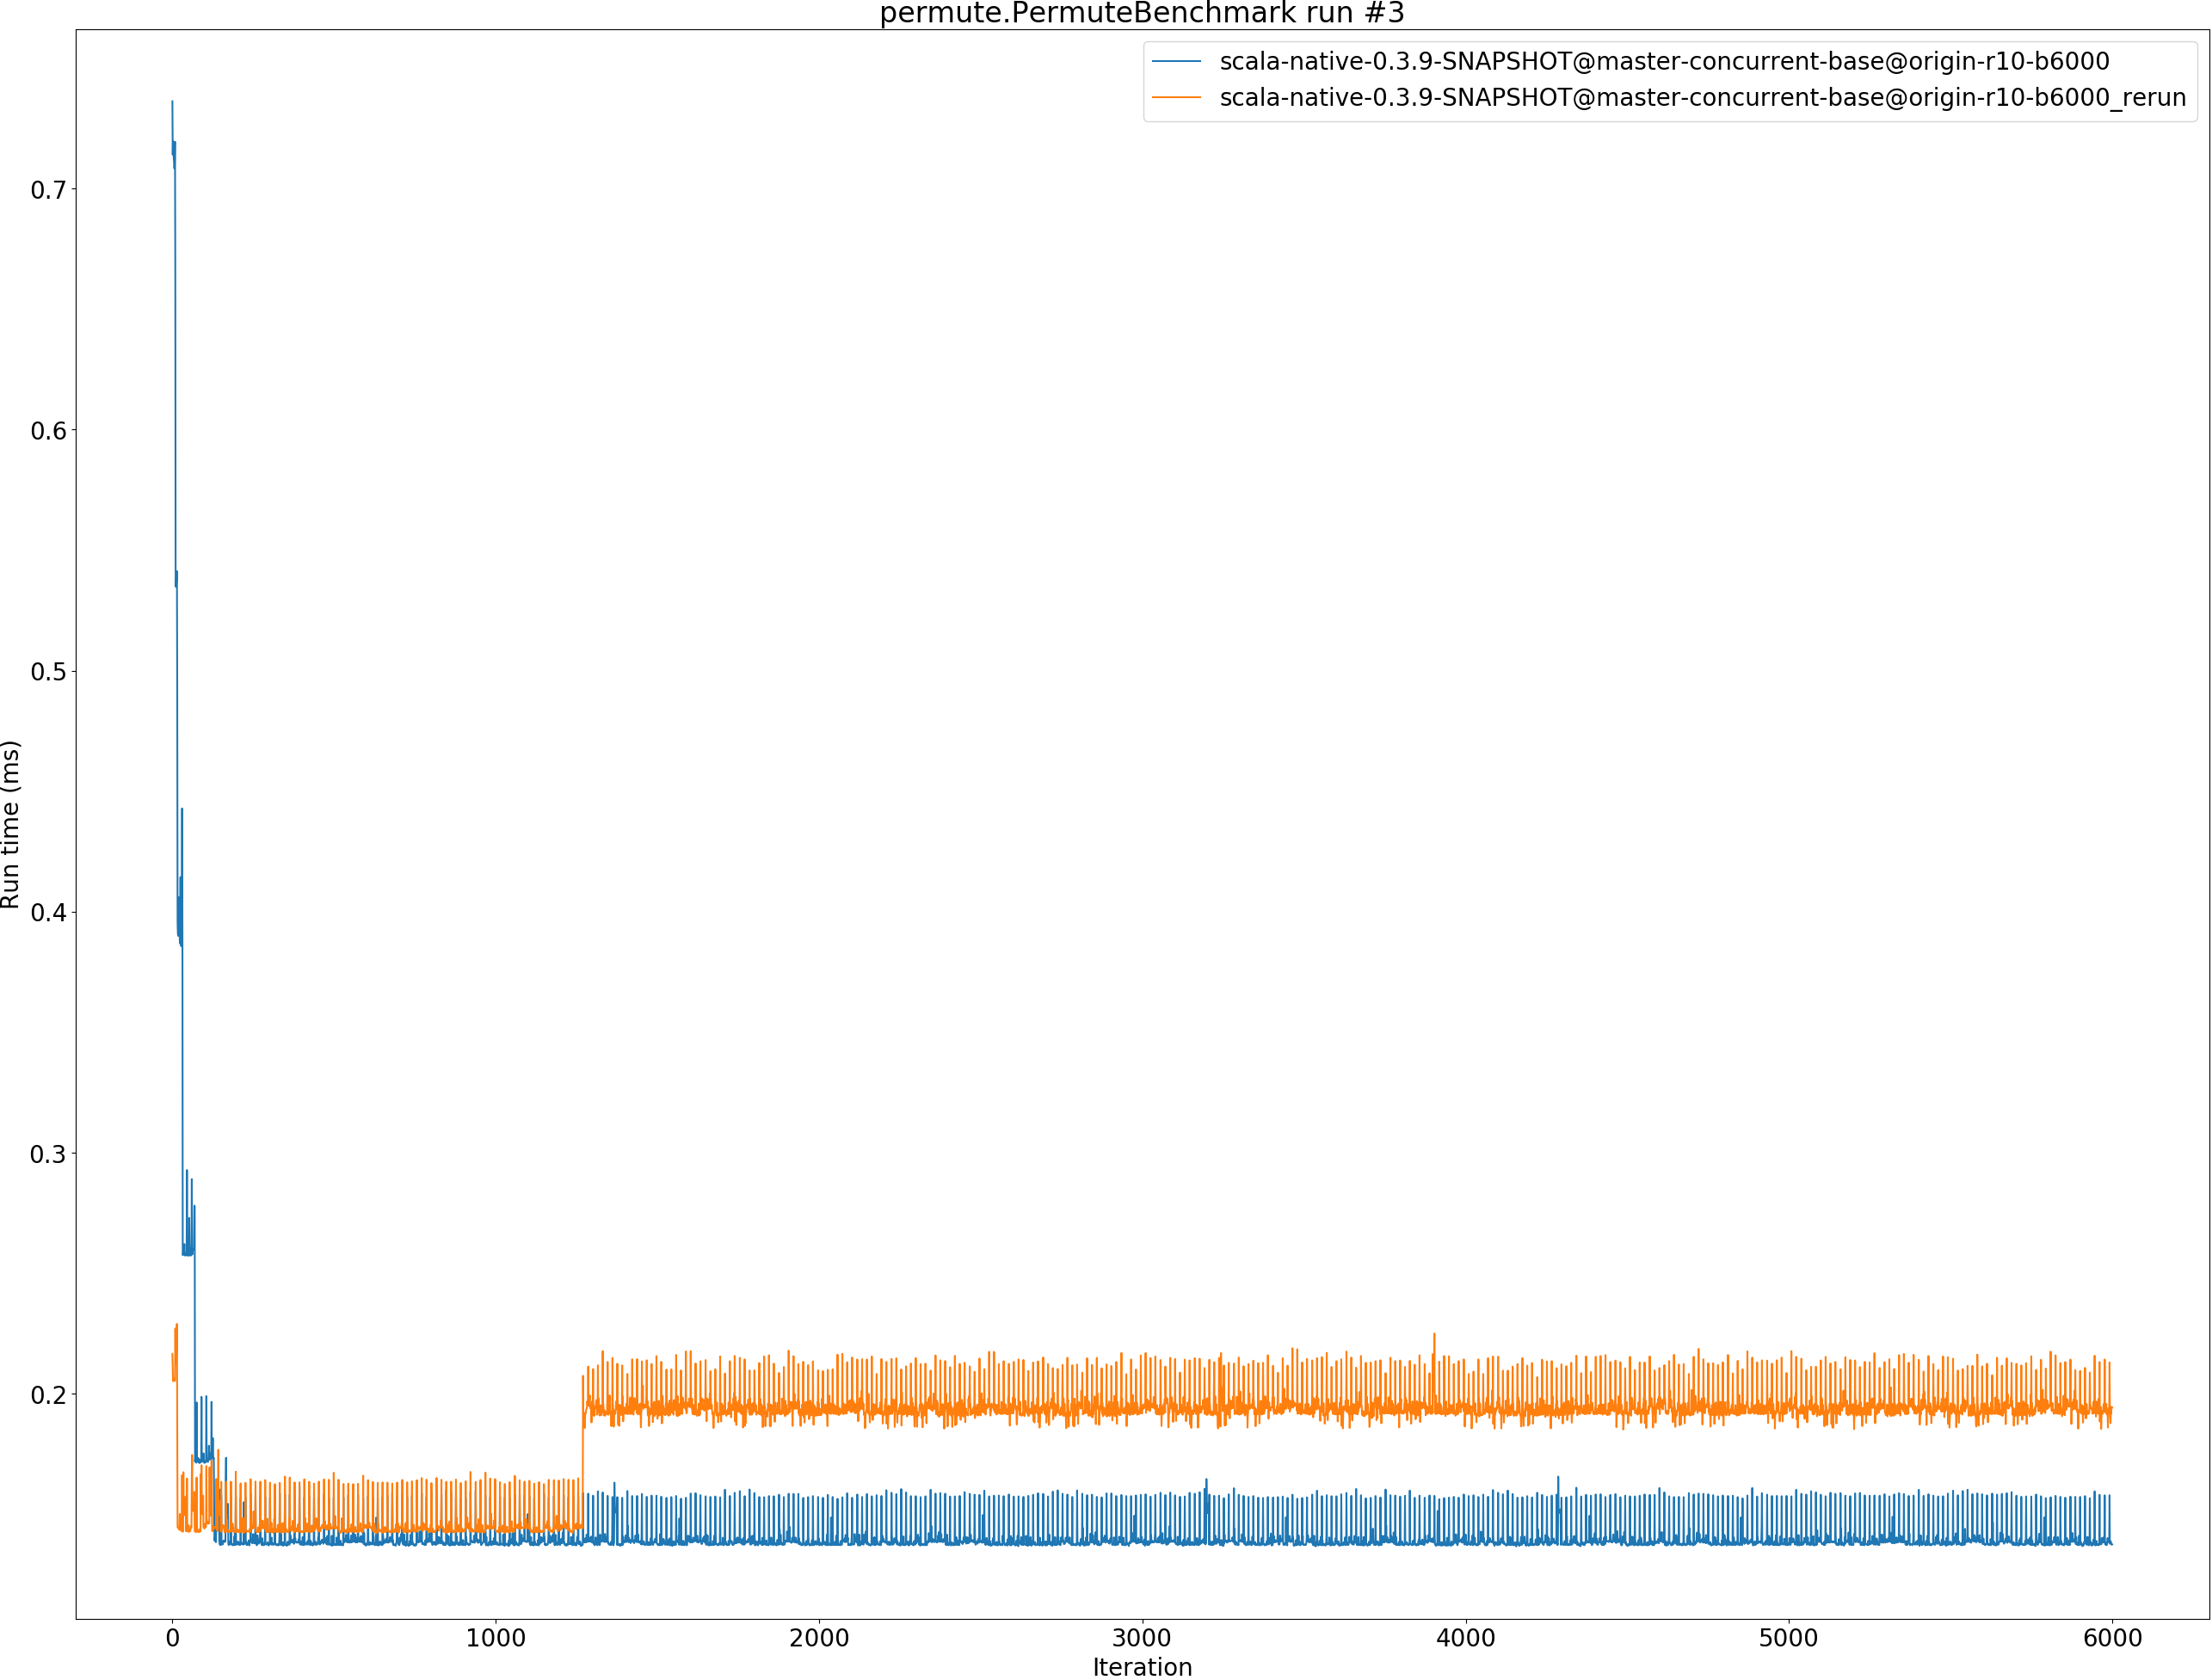 permute.PermuteBenchmark run #3
scala-native-0.3.9-SNAPSHOT@master-concurrent-base@origin-r10-b6000
scala-native-0.3.9-SNAPSHOT@master-concurrent-base@origin-r10-b6000_rerun
Run time (ms)
0.7
0.6
0.5
0.4
0.3
0.2
0 1000 2000 3000 4000 5000 6000
Iteration